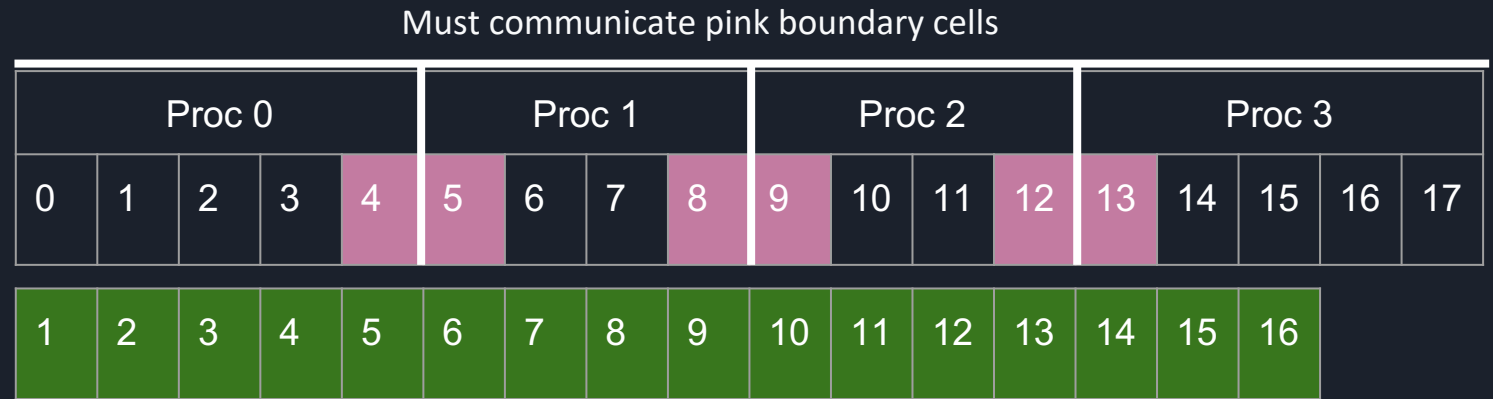 Must communicate pink boundary cells
Proc 0 Proc 1 Proc 2 Proc 3
0 1 2 3 4 5 6 7 8 9 10 11 12 13 14 15 16 17
1 2 3 4 5 6 7 8 9 10 11 12 13 14 15 16